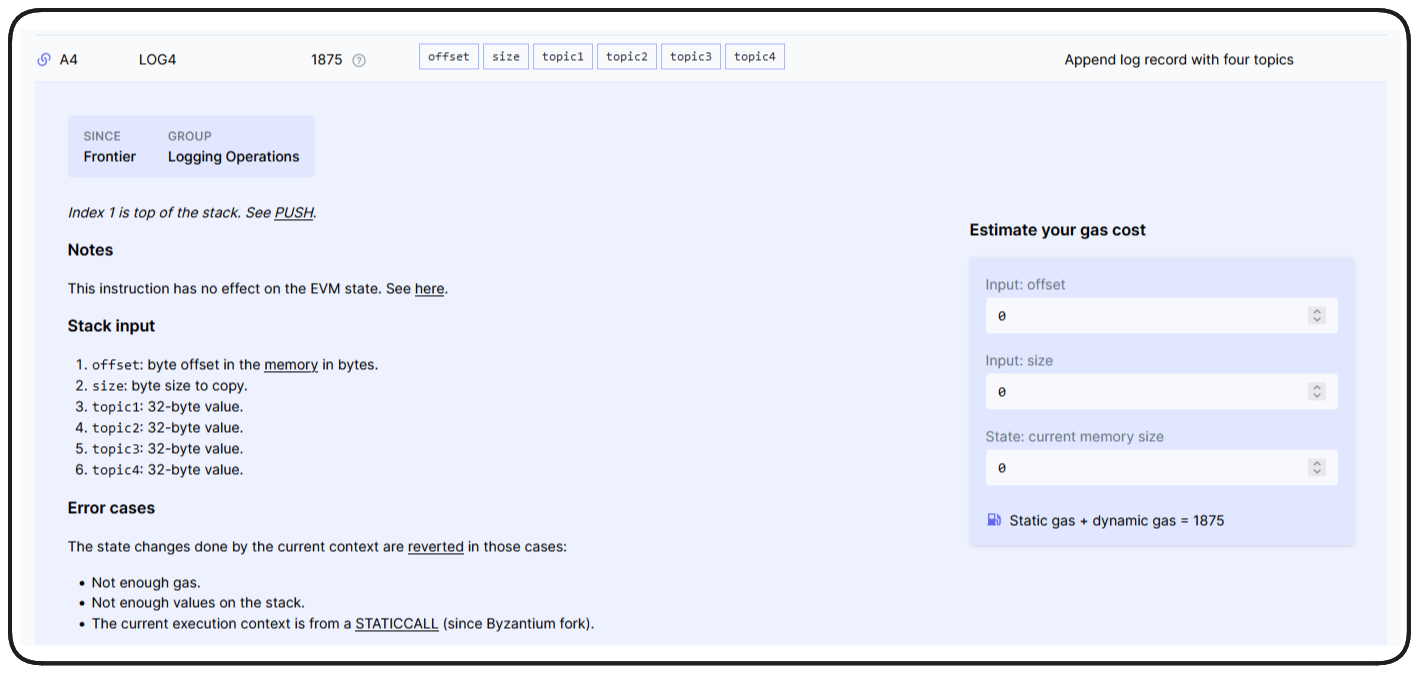 A4 LOG4 1875 ? offset size topic1 topic2 topic3 topic4 Append log record with four topics
SINCE GROUP
Frontier Logging Operations
Index 1 is top of the stack. See PUSH.
Notes
This instruction has no effect on the EVM state. See here.
Stack input
1. offset: byte offset in the memory in bytes.
2. size: byte size to copy.
3. topic1: 32-byte value.
4. topic2: 32-byte value.
5. topic3: 32-byte value.
6. topic4: 32-byte value.
Error cases
The state changes done by the current context are reverted in those cases:
• Not enough gas.
• Not enough values on the stack.
• The current execution context is from a STATICCALL (since Byzantium fork).
Estimate your gas cost
Input: offset
0
Input: size
0
State: current memory size
0
Static gas + dynamic gas = 1875